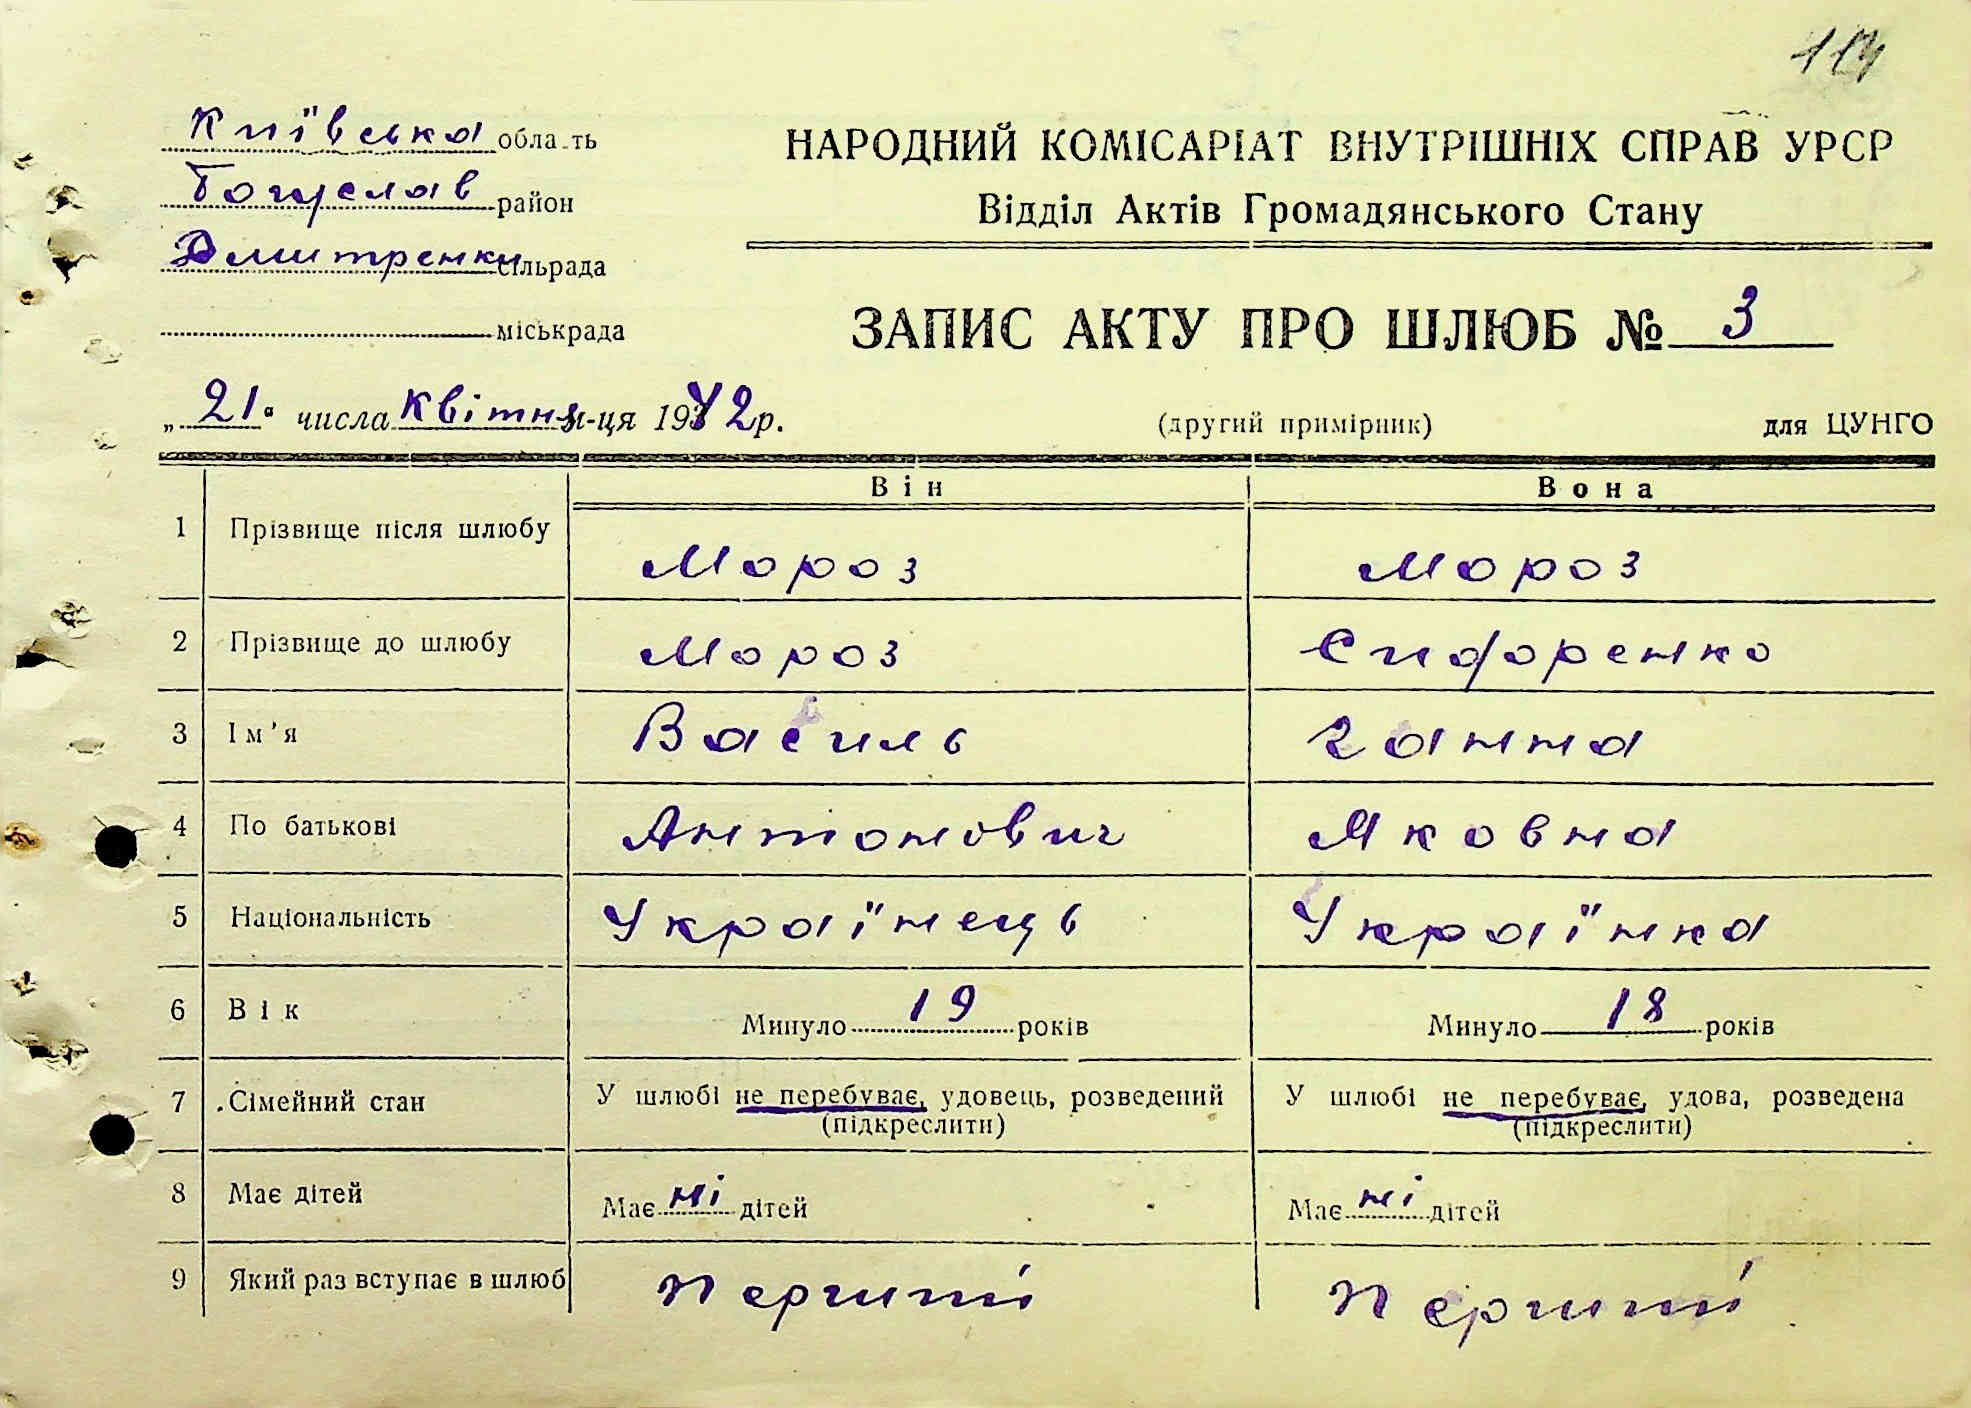 114
Київська область
НАРОДНИЙ КОМІСАРІАТ ВНУТРІШНІХ СПРАВ УРСР
Богуслав район
Відділ Актів Громадянського Стану
Дмитренки сільрада
міськрада
ЗАПИС АКТУ ПРО ШЛЮБ № 3
„21" числа квітня м-ця 1942 р.
(другий примірник) для ЦУНГО
Він Вона
1 Прізвище після шлюбу Мороз Мороз
2 Прізвище до шлюбу Мороз Сидоренко
3 Ім'я Василь Ганна
4 По батькові Антонович Яковна
5 Національність Українець Українка
6 Вік Минуло 19 років Минуло 18 років
7 Сімейний стан У шлюбі не перебуває, удовець, розведений У шлюбі не перебуває, удова, розведена
(підкреслити) (підкреслити)
8 Має дітей Має ні дітей Має ні дітей
9 Який раз вступає в шлюб Перший Перший